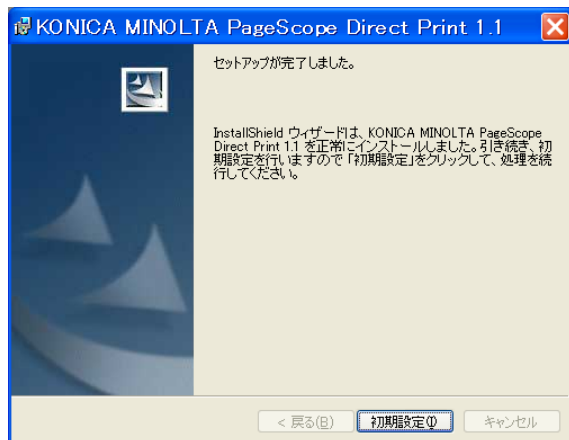 KONICA MINOLTA PageScope Direct Print 1.1
セットアップが完了しました。
InstallShield ウィザードは、KONICA MINOLTA PageScope
Direct Print 1.1 を正常にインストールしました。引き続き、初
期設定を行いますので「初期設定」をクリックして、処理を続
行してください。
< 戻る(B)
初期設定(I)
キャンセル